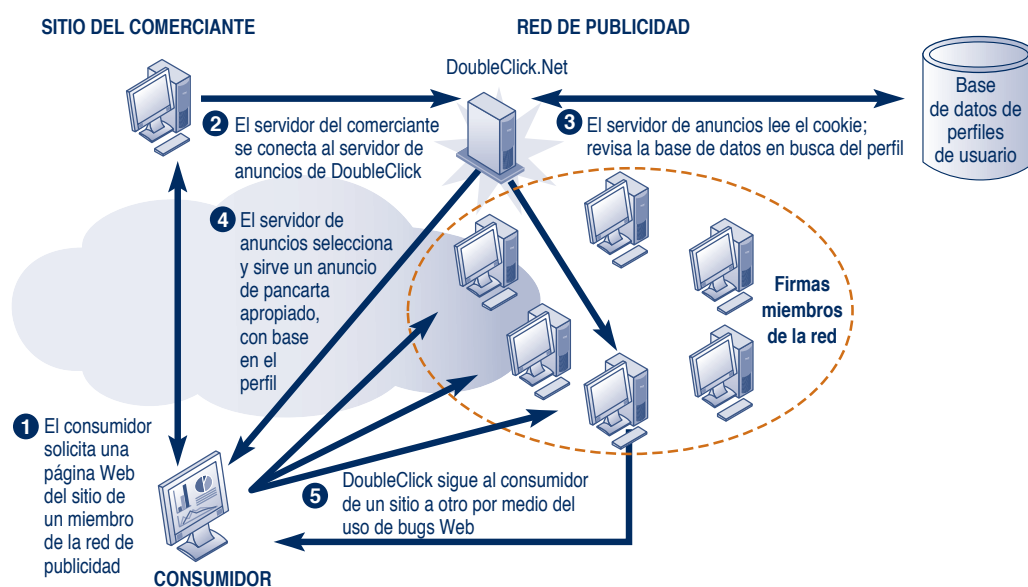 SITIO DEL COMERCIANTE
RED DE PUBLICIDAD
DoubleClick.Net
Base
de datos de
perfiles
de usuario
2 El servidor del comerciante
se conecta al servidor de
anuncios de DoubleClick
3 El servidor de anuncios lee el cookie;
revisa la base de datos en busca del perfil
4 El servidor de
anuncios selecciona
y sirve un anuncio
de pancarta
apropiado,
con base
en el
perfil
Firmas
miembros
de la red
1 El consumidor
solicita una
página Web
del sitio de
un miembro
de la red de
publicidad
5 DoubleClick sigue al consumidor
de un sitio a otro por medio del
uso de bugs Web
CONSUMIDOR